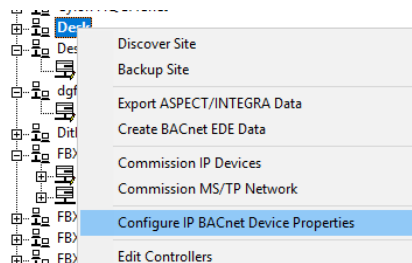 Desk
Discover Site
Des
Backup Site
dgf
Export ASPECT/INTEGRA Data
Create BACnet EDE Data
FBX
Commission IP Devices
Commission MS/TP Network
FBX
Configure IP BACnet Device Properties
FBX
FBX
Edit Controllers